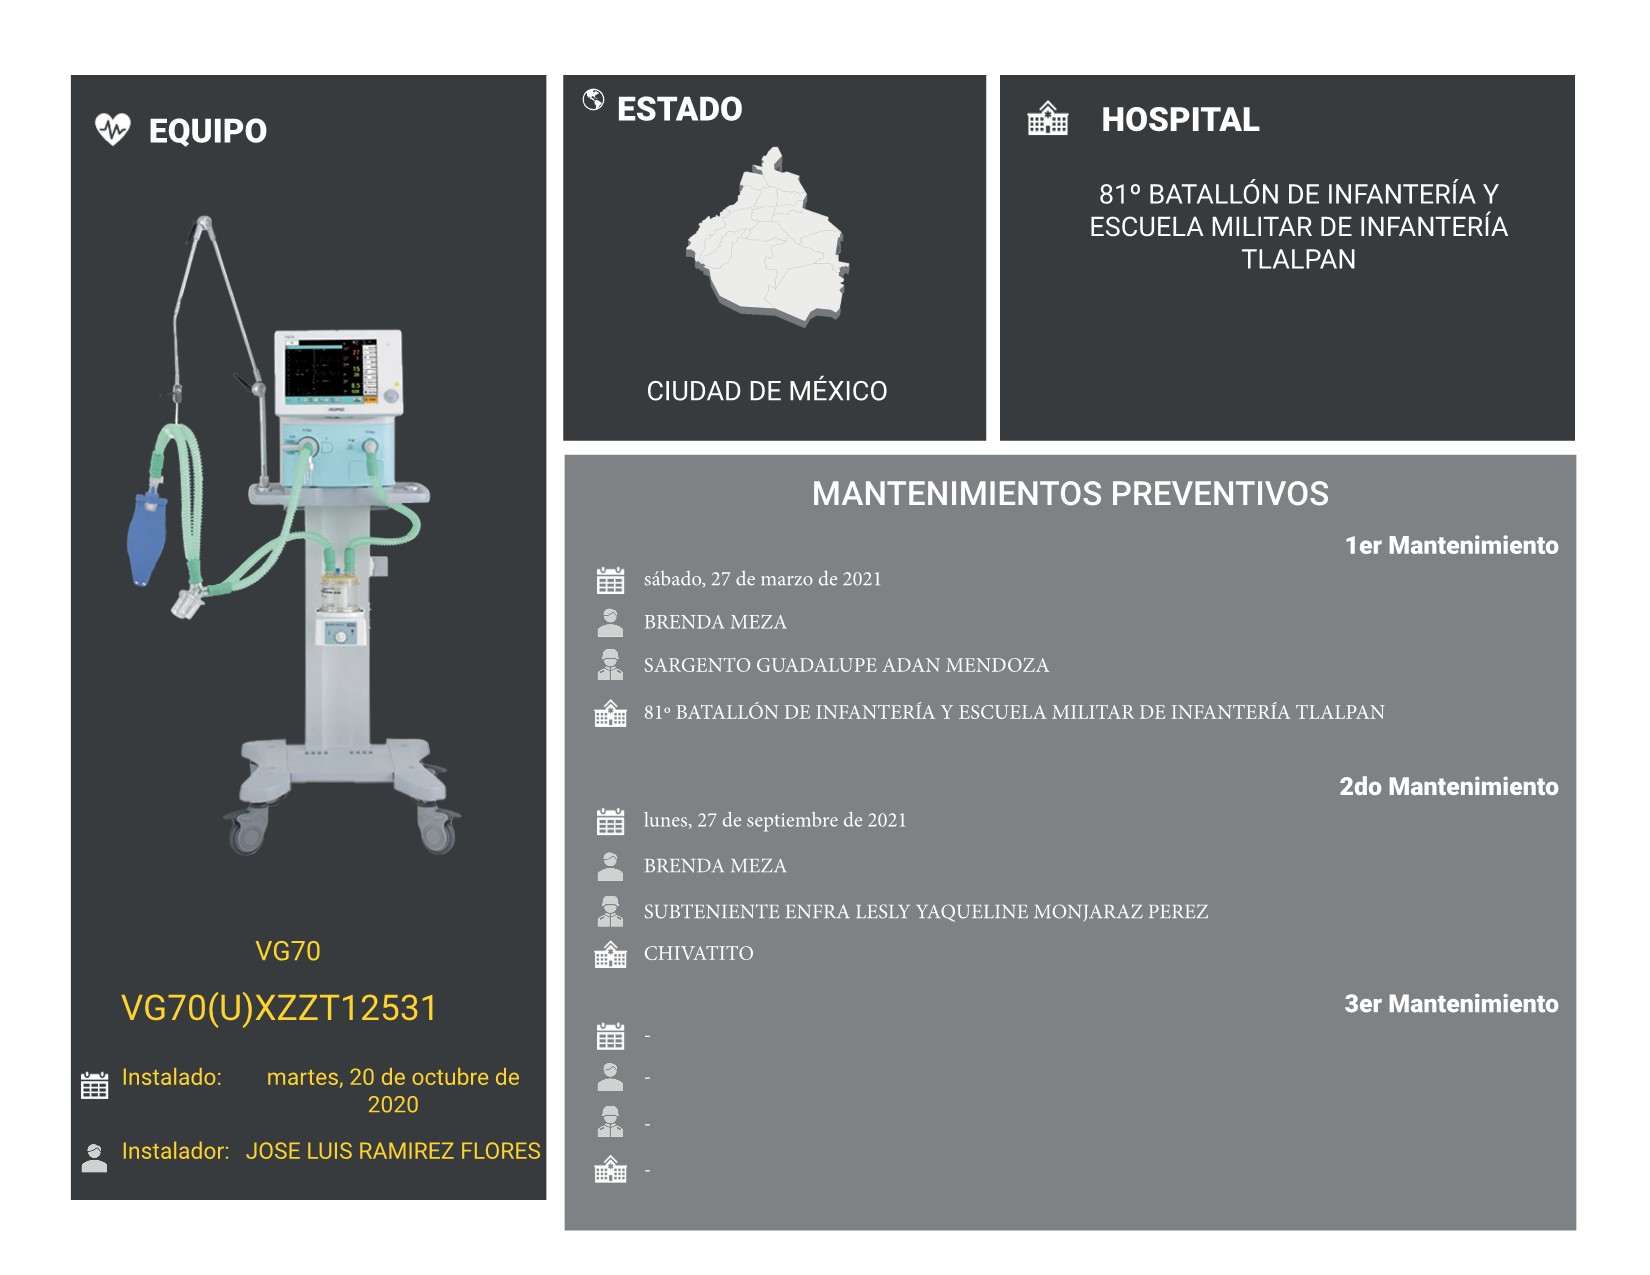 EQUIPO
VG70
VG70(U)XZZT12531
Instalado: martes, 20 de octubre de
2020
Instalador: JOSE LUIS RAMIREZ FLORES
ESTADO
CIUDAD DE MÉXICO
HOSPITAL
81º BATALLÓN DE INFANTERÍA Y
ESCUELA MILITAR DE INFANTERÍA
TLALPAN
MANTENIMIENTOS PREVENTIVOS
1er Mantenimiento
sábado, 27 de marzo de 2021
BRENDA MEZA
SARGENTO GUADALUPE ADAN MENDOZA
81º BATALLÓN DE INFANTERÍA Y ESCUELA MILITAR DE INFANTERÍA TLALPAN
2do Mantenimiento
lunes, 27 de septiembre de 2021
BRENDA MEZA
SUBTENIENTE ENFRA LESLY YAQUELINE MONJARAZ PEREZ
CHIVATITO
3er Mantenimiento
-
-
-
-